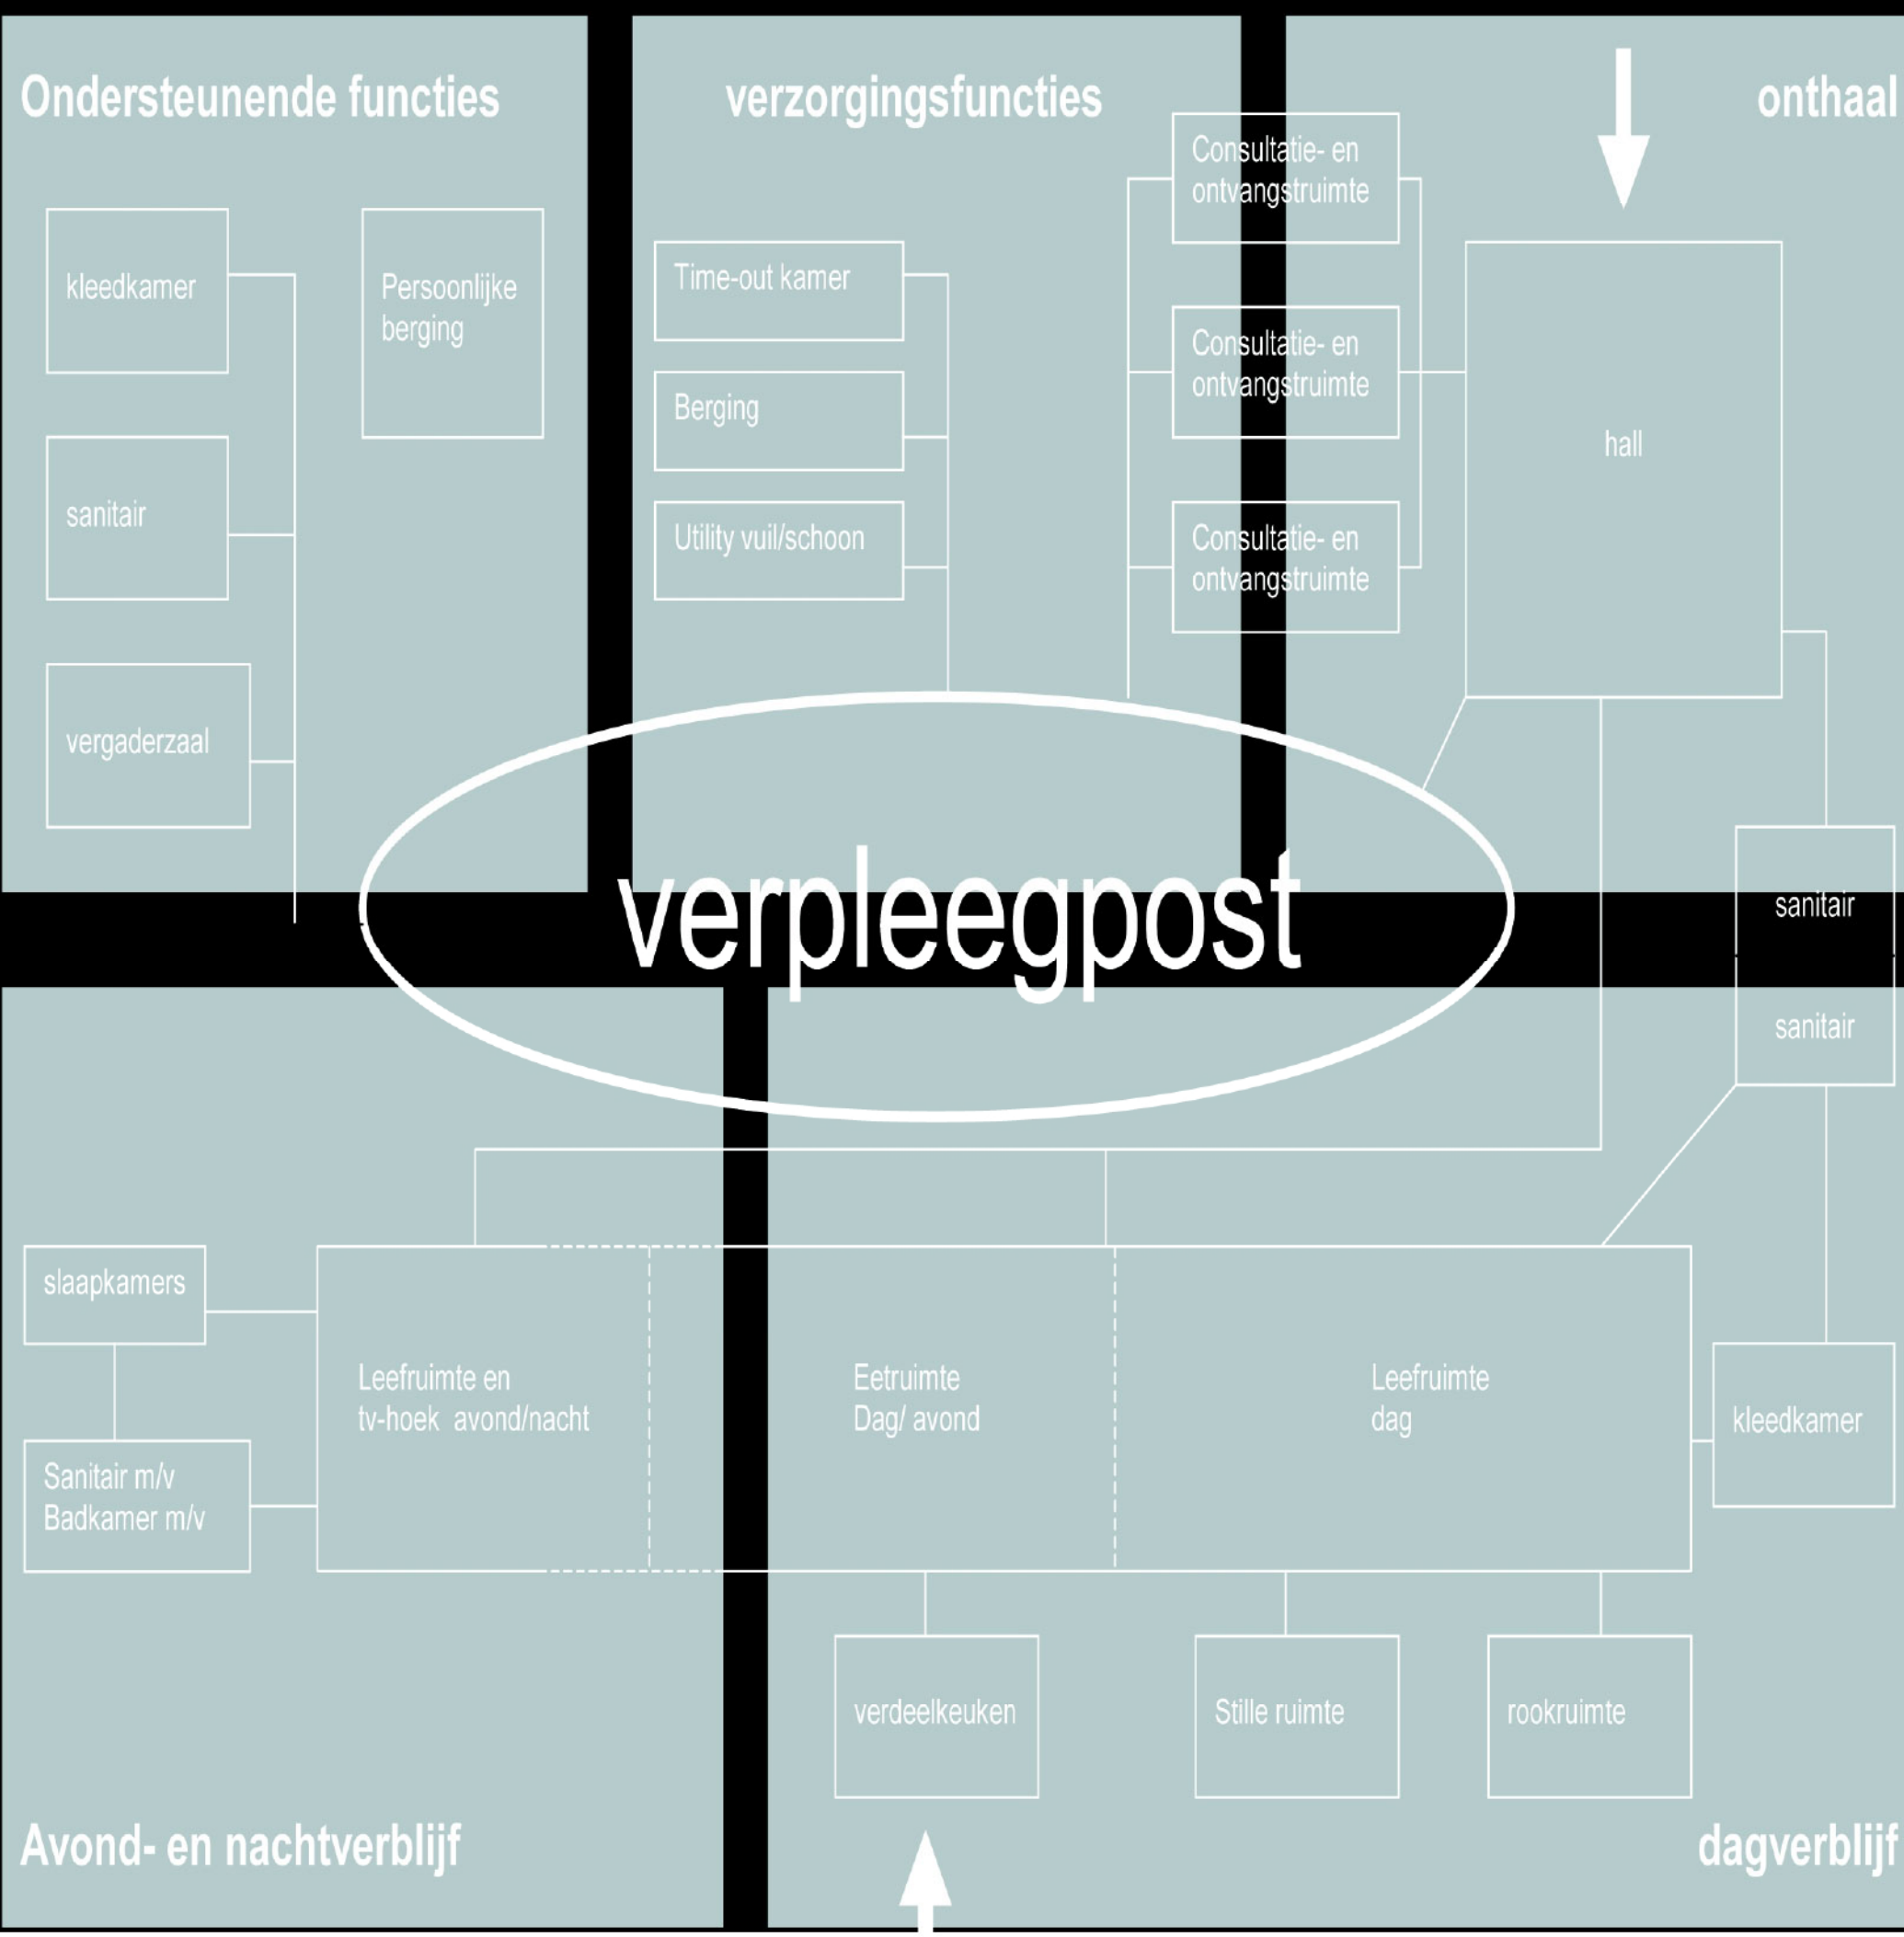 Ondersteunende functies
kleedkamer
Persoonlijke
berging
sanitair
vergaderzaal
verzorgingsfuncties
Time-out kamer
Berging
Utility vuil/schoon
Consultatie- en
ontvangstruimte
Consultatie- en
ontvangstruimte
Consultatie- en
ontvangstruimte
onthaal
hall
verpleegpost
sanitair
sanitair
slaapkamers
Sanitair m/v
Badkamer m/v
Leefruimte en
tv-hoek avond/nacht
Eetruimte
Dag/ avond
Leefruimte
dag
kleedkamer
verdeelkeuken
Stille ruimte
rookruimte
Avond- en nachtverblijf
dagverblijf